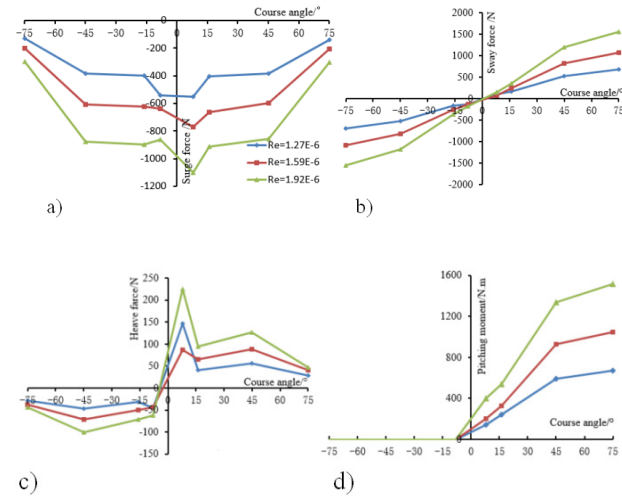 Course angle/°
-75 -45 -15 0 15 45 75
-200
-400
-600
-800
-1000
-1200
Surge force /N
Re=1.27E-6
Re=1.59E-6
Re=1.92E-6
a)
2000
1500
1000
500
0
-500
-1000
-1500
-2000
Sway force /N
Course angle/°
-75 -60 -45 -30 -15 0 15 30 45 60 75
b)
250
200
150
100
50
0
-50
-100
-150
Heave farce/N
Course angle/°
-75 -60 -45 -30 -15 0 15 30 45 60 75
c)
1600
1200
800
400
0
Pitching moment/N.m
Course angle/°
-75 -60 -45 -30 -15 0 15 30 45 60 75
d)